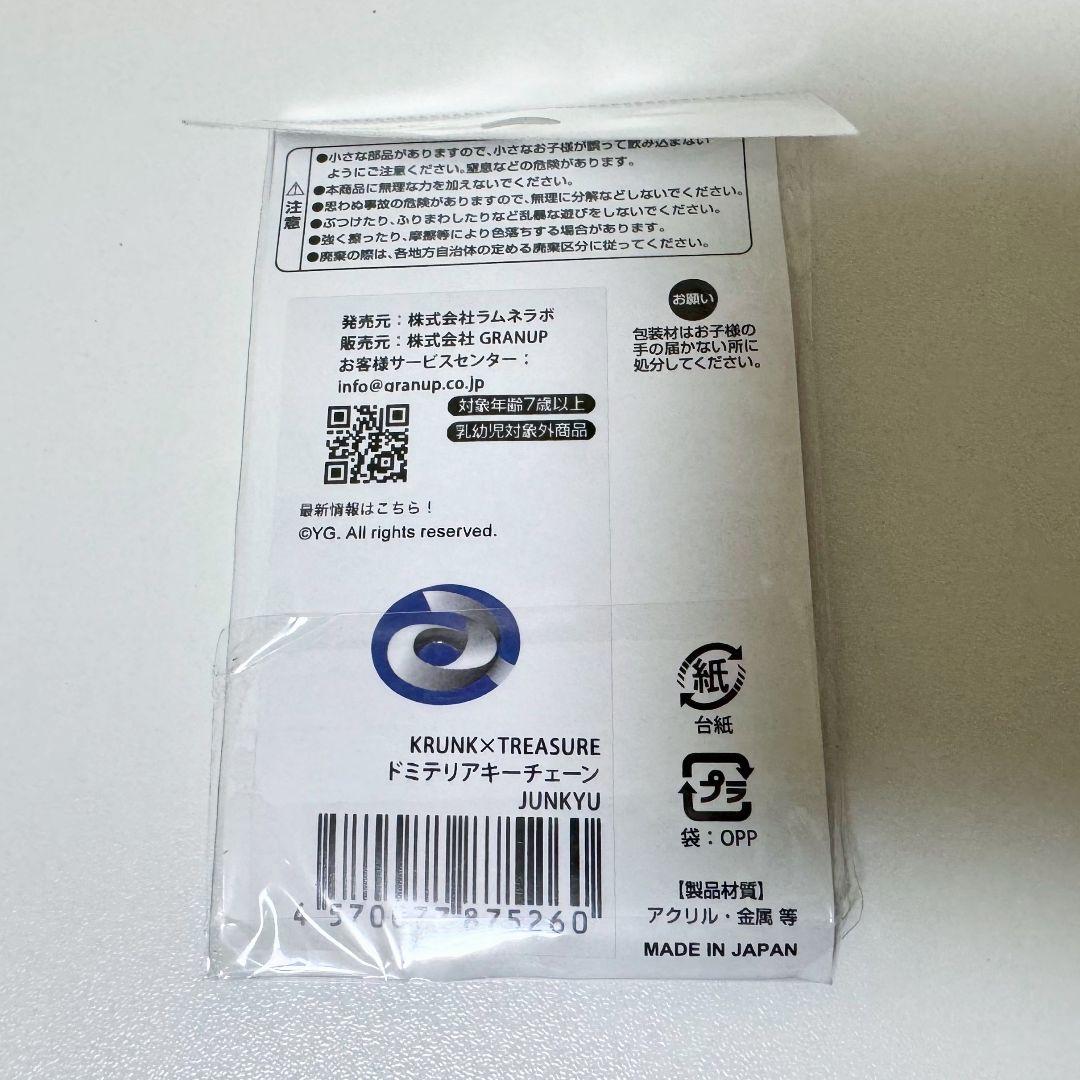 ●小さな部品がありますので、小さなお子様が誤って飲み込まない
ようにご注意ください。窒息などの危険があります。
●本商品に無理な力を加えないでください。
●思わぬ事故の危険がありますので、無理に分解などしないでください。
●ぶつけたり、ふりまわしたりなど乱暴な遊びをしないでください。
●強く擦ったり、摩擦等により色落ちする場合があります。
●廃棄の際は、各地方自治体の定める廃棄区分に従ってください。
注意
発売元：株式会社ラムネラボ
販売元：株式会社 GRANUP
お客様サービスセンター：
info@granup.co.jp
対象年齢7歳以上
乳幼児対象外商品
最新情報はこちら！
©YG. All rights reserved.
お願い
包装材はお子様の
手の届かない所に
処分してください。
KRUNK×TREASURE
ドミテリアキーチェーン
JUNKYU
875260
紙
台紙
プラ
袋：OPP
【製品材質】
アクリル・金属 等
MADE IN JAPAN